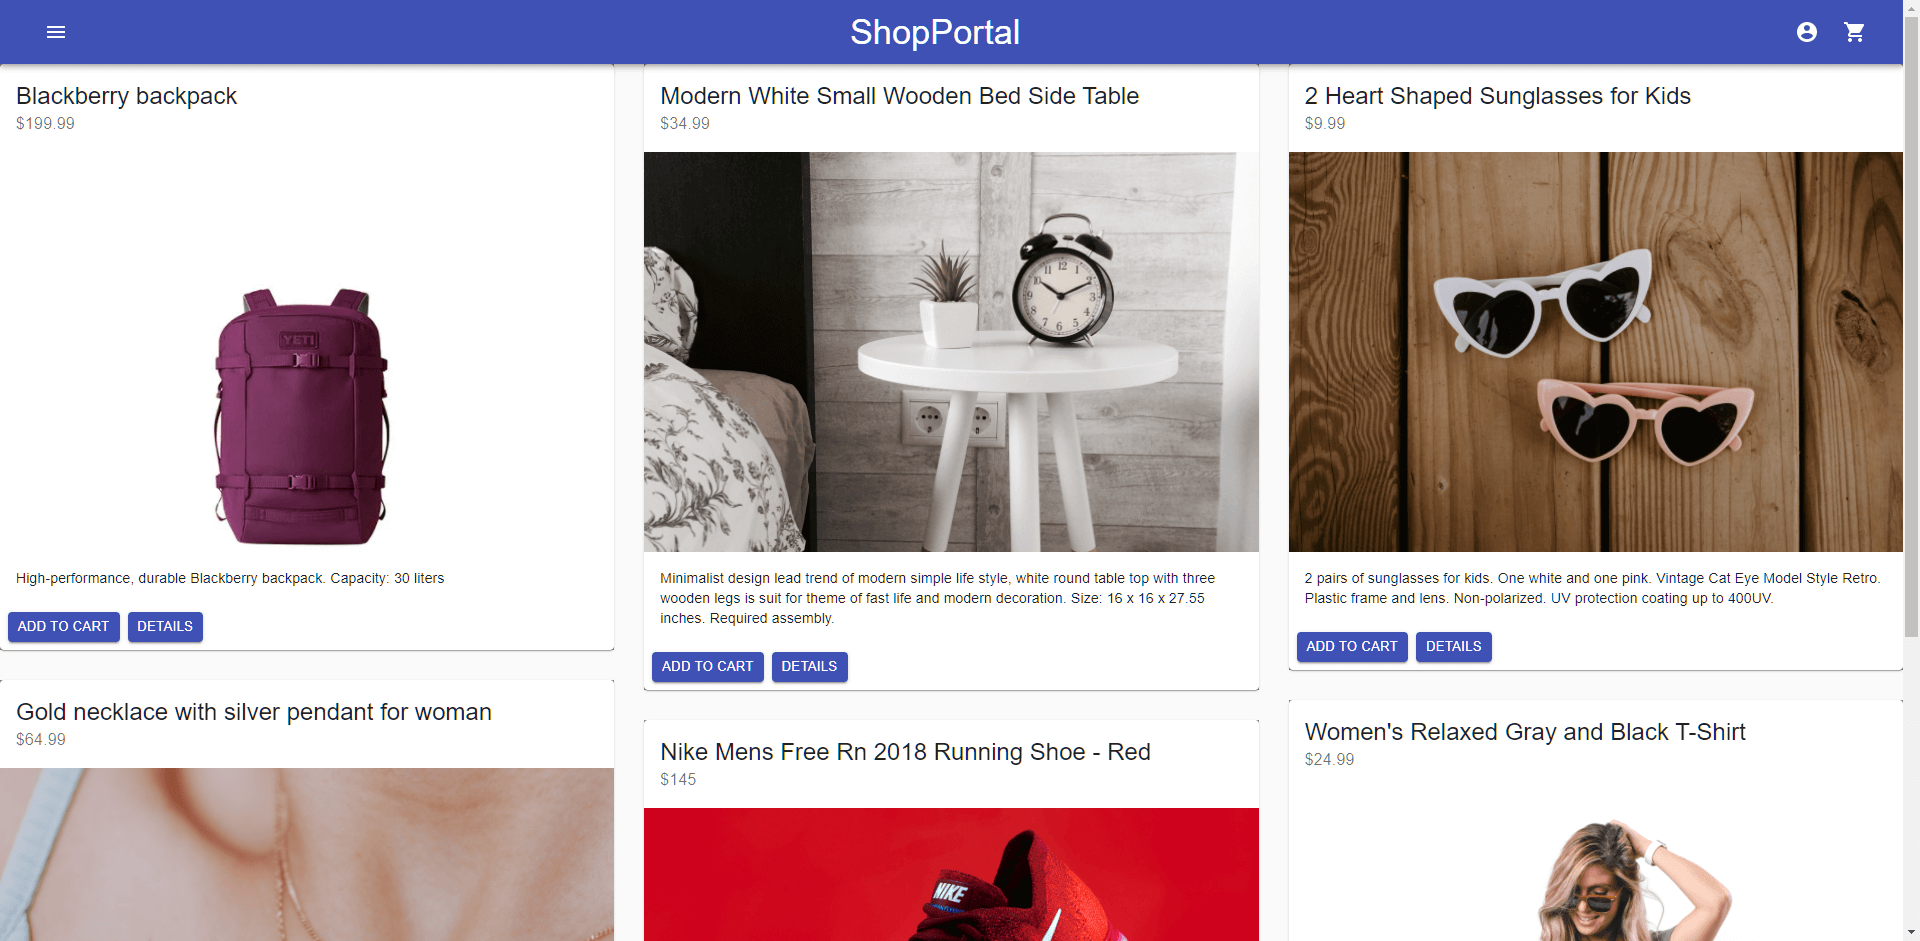 ShopPortal
Blackberry backpack
$199.99
YETI
High-performance, durable Blackberry backpack. Capacity: 30 liters
ADD TO CART DETAILS
Modern White Small Wooden Bed Side Table
$34.99
Minimalist design lead trend of modern simple life style, white round table top with three
wooden legs is suit for theme of fast life and modern decoration. Size: 16 x 16 x 27.55
inches. Required assembly.
ADD TO CART DETAILS
2 Heart Shaped Sunglasses for Kids
$9.99
2 pairs of sunglasses for kids. One white and one pink. Vintage Cat Eye Model Style Retro.
Plastic frame and lens. Non-polarized. UV protection coating up to 400UV.
ADD TO CART DETAILS
Gold necklace with silver pendant for woman
$64.99
Nike Mens Free Rn 2018 Running Shoe - Red
$145
NIKE
Women's Relaxed Gray and Black T-Shirt
$24.99